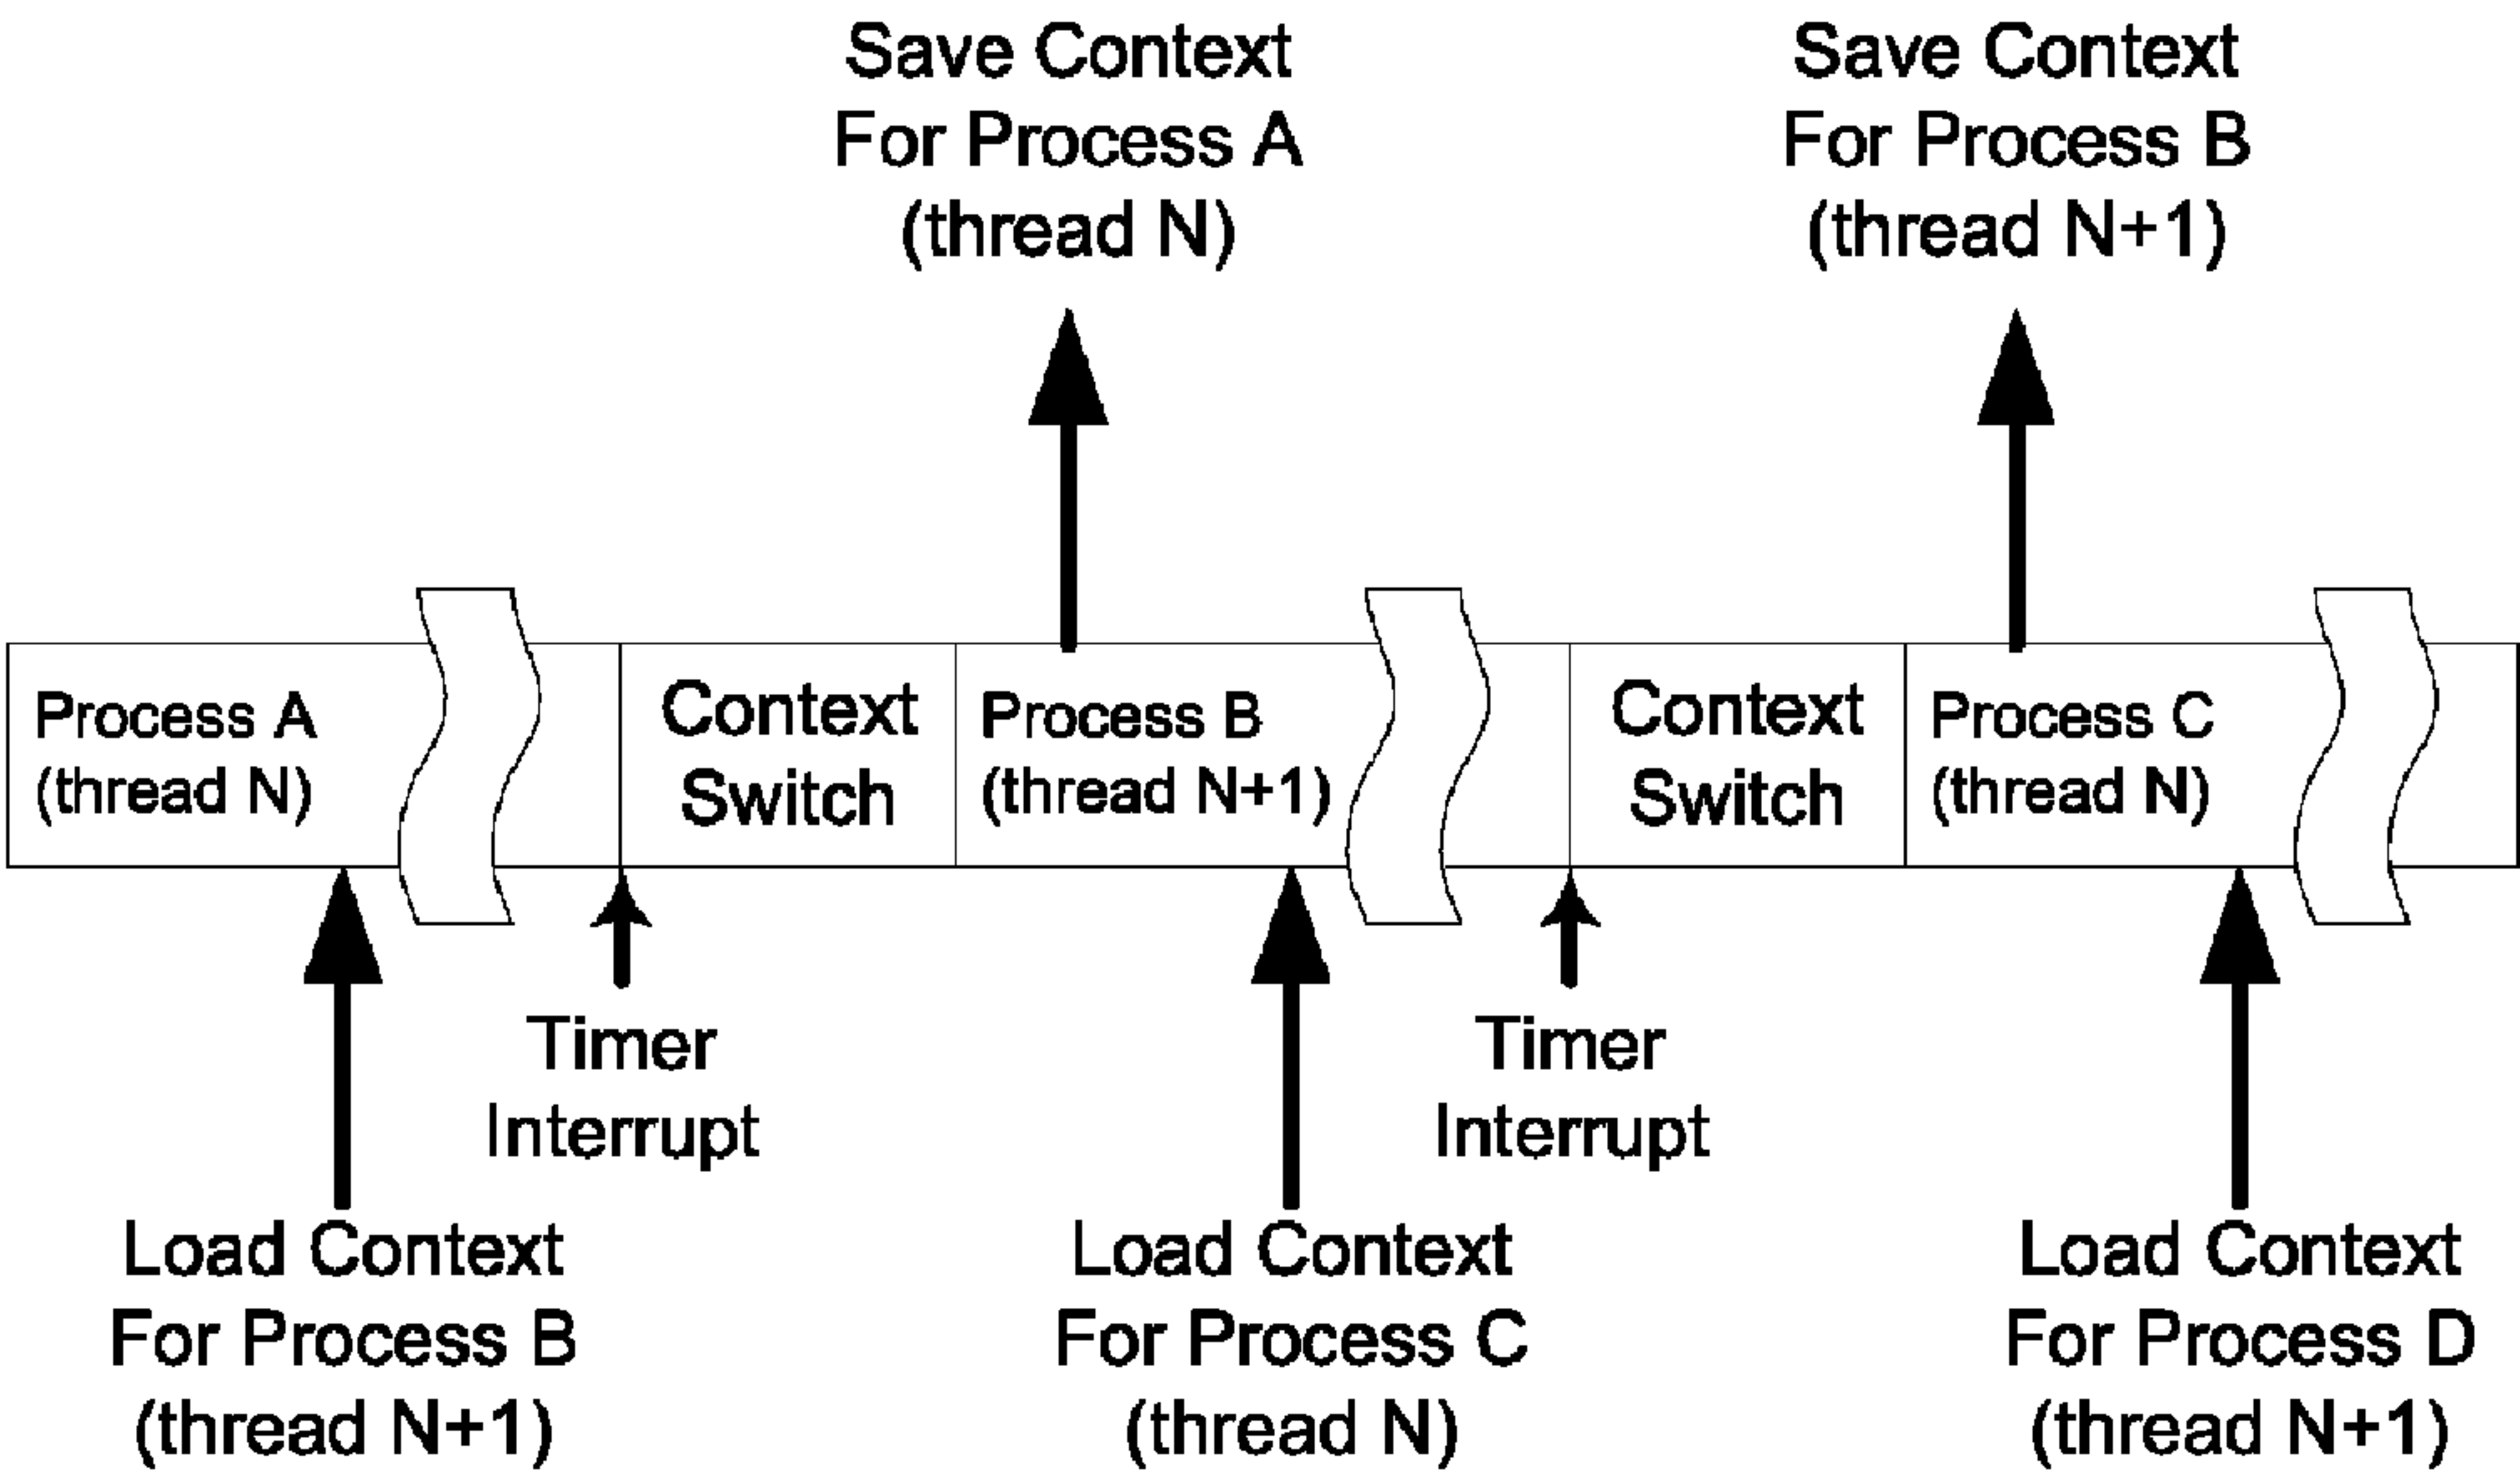 Save Context
For Process A
(thread N)
Save Context
For Process B
(thread N+1)
Process A
(thread N)
Context
Switch
Process B
(thread N+1)
Context
Switch
Process C
(thread N)
Timer
Interrupt
Timer
Interrupt
Load Context
For Process B
(thread N+1)
Load Context
For Process C
(thread N)
Load Context
For Process D
(thread N+1)